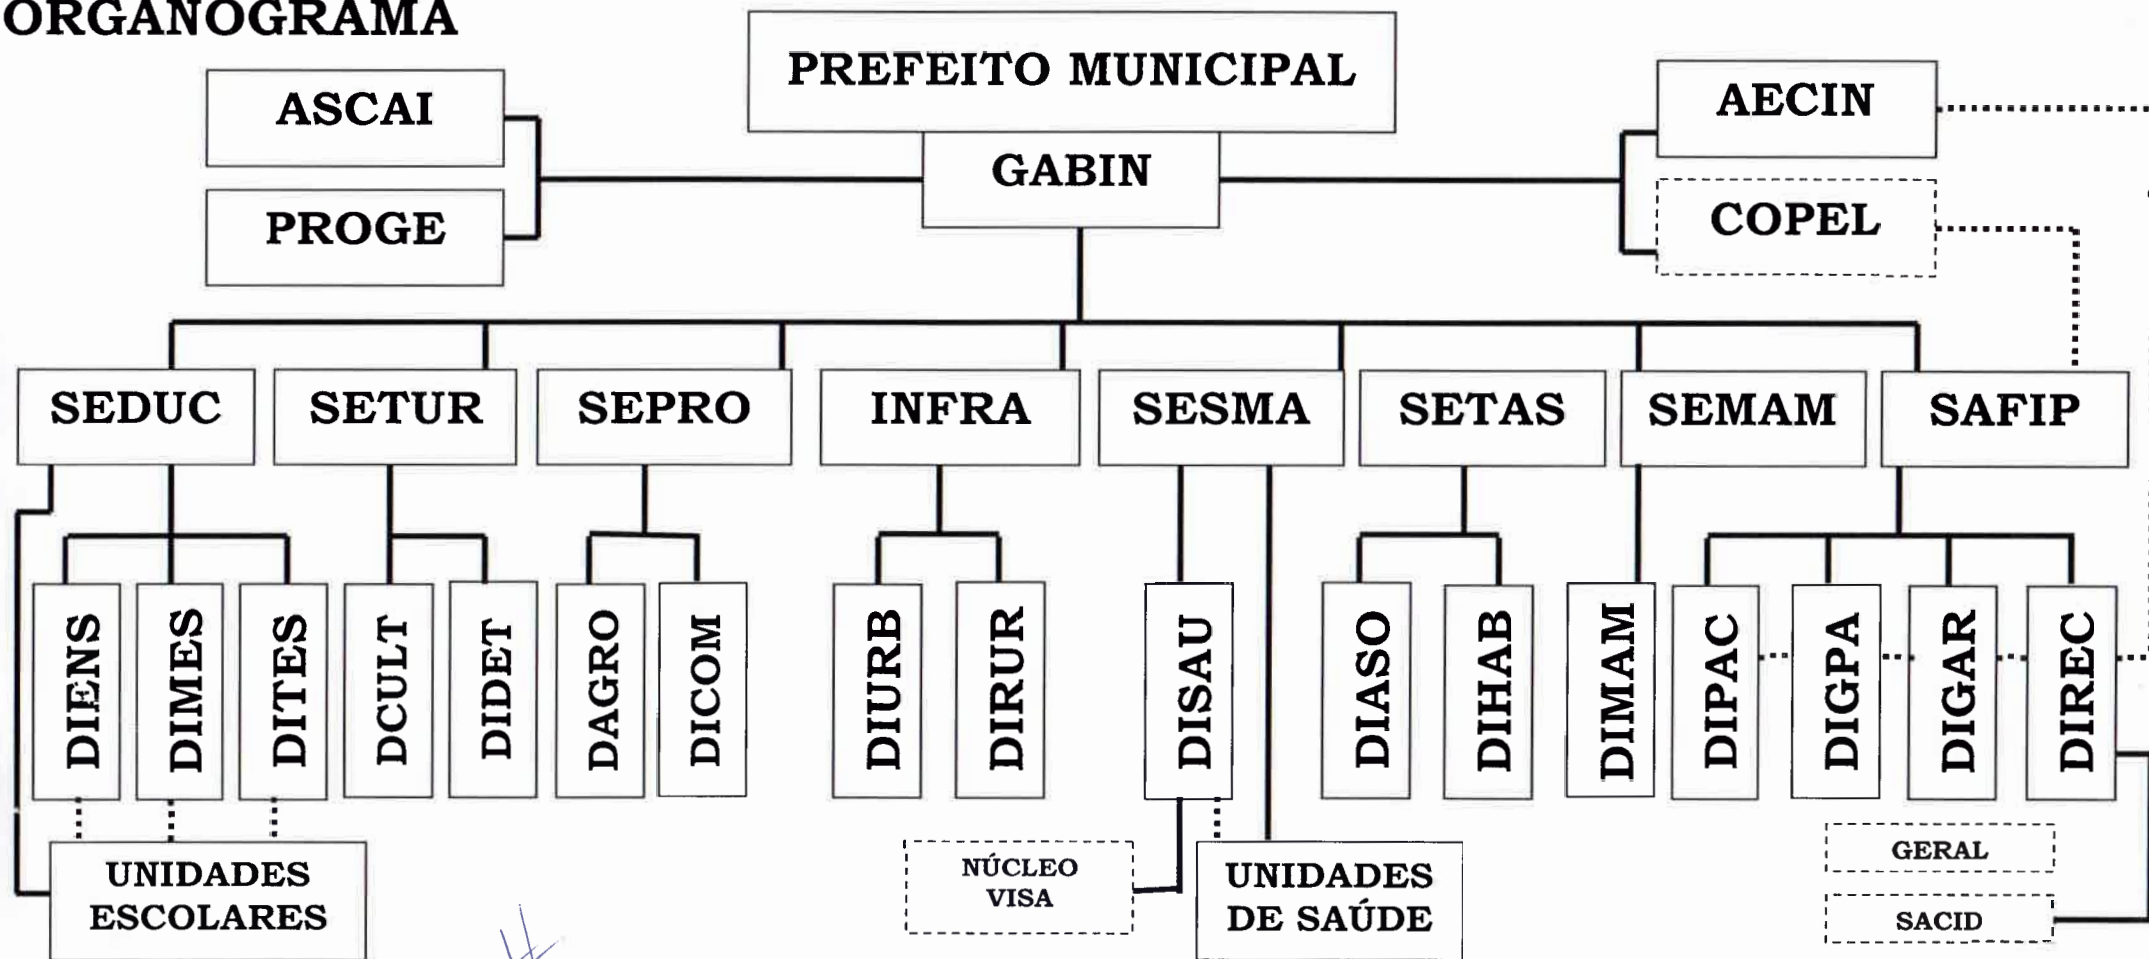 ORGANOGRAMA
PREFEITO MUNICIPAL
ASCAI
AECIN
GABIN
PROGE
COPEL
SEDUC
SETUR
SEPRO
INFRA
SESMA
SETAS
SEMAM
SAFIP
DIENS
DIMES
DITES
DCULT
DIDET
DAGRO
DICOM
DIURB
DIRUR
DISAU
DIASO
DIHAB
DIMAM
DIPAC
DIGPA
DIGAR
DIREC
UNIDADES
ESCOLARES
NÚCLEO
VISA
UNIDADES
DE SAÚDE
GERAL
SACID